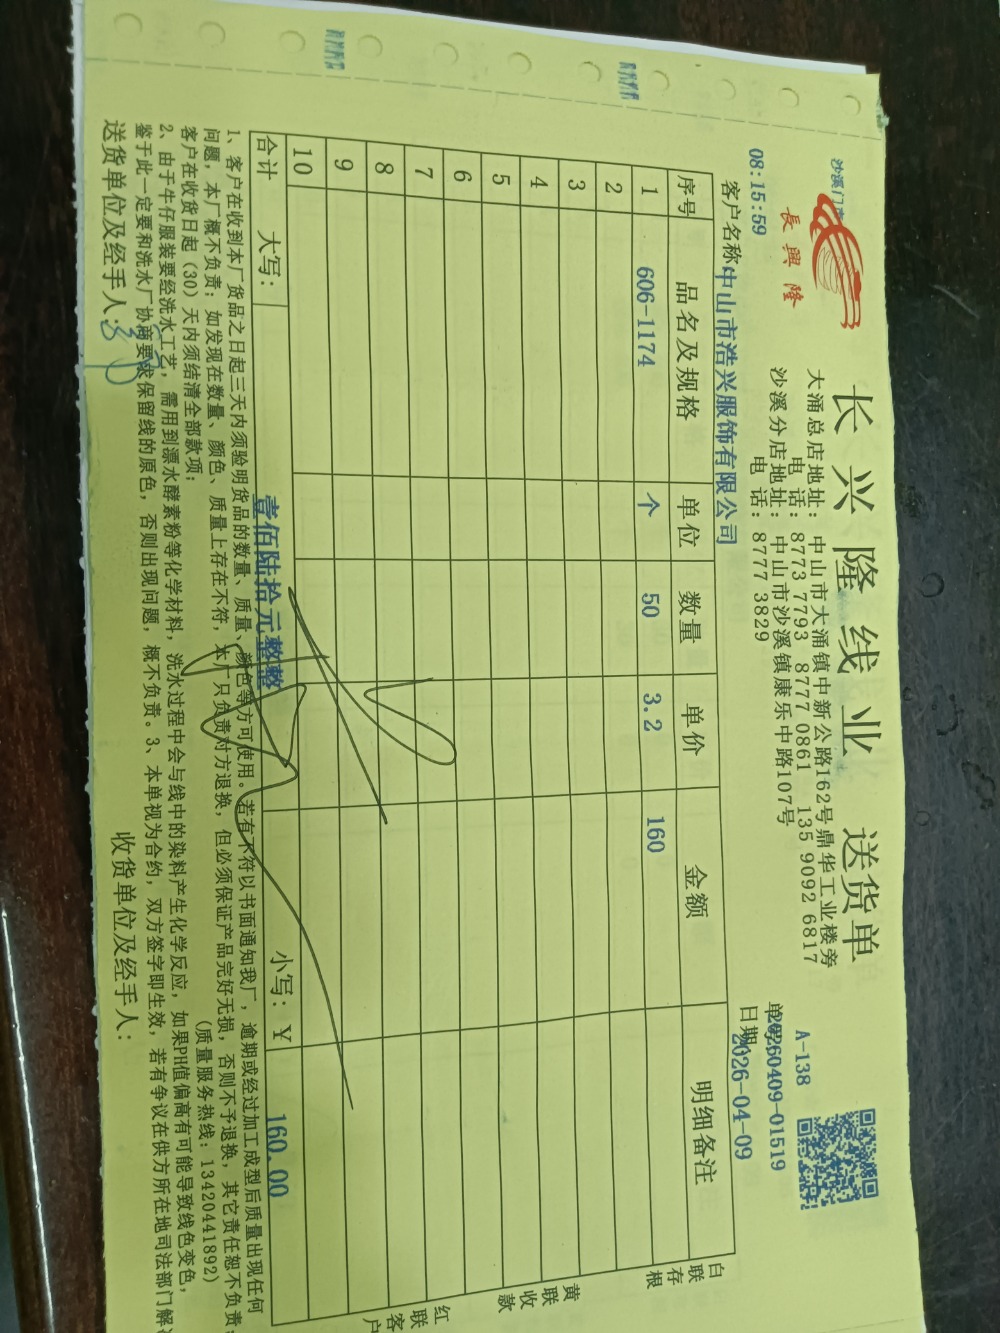 沙溪门市
長興隆
长兴隆线业 送货单
大涌总店地址：中山市大涌镇中新公路162号鼎华工业楼旁
电 话：8773 7793 8777 0861 135 9092 6817
沙溪分店地址：中山市沙溪镇康乐中路107号
电 话：8777 3829
A-138
单号:20260409-01519
08:15:59
日期:2026-04-09
客户名称:中山市浩兴服饰有限公司
序号 品名及规格 单位 数量 单价 金额 明细备注
1 606-1174 个 50 3.2 160
2
3
4
5
6
7
8
9
10
合计 大写： 壹佰陆拾元整整 小写：￥ 160.00
白联存根
黄联收款
红联客户
1、客户在收到本厂货品之日起三天内须验明货品的数量、质量、颜色等方可使用。若有不符以书面通知我厂，逾期或经过加工成型后质量出现任何
问题，本厂概不负责；如发现在数量、颜色、质量上存在不符，本厂只负责对方退换，但必须保证产品完好无损，否则不予退换，其它责任恕不负责；
客户在收货日起（30）天内须结清全部款项； （质量服务热线：13420441892）
2、由于牛仔服装要经洗水工艺，需用到漂水酵素粉等化学材料，洗水过程中会与线中的染料产生化学反应，如果PH值偏高有可能导致线色变色，
鉴于此一定要和洗水厂协商要求保留线的原色，否则出现问题，概不负责。3、本单视为合约，双方签字即生效，若有争议在供方所在地司法部门解
送货单位及经手人: 收货单位及经手人：